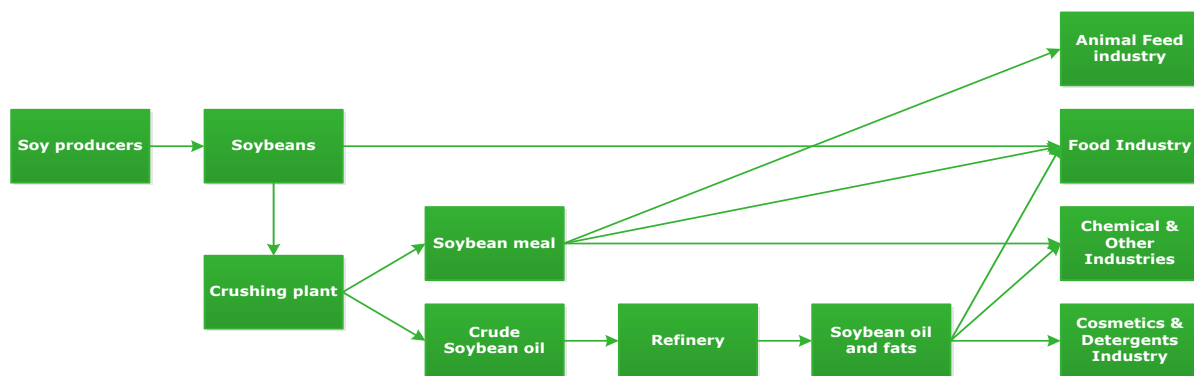 Animal Feed
industry
Soy producers
Soybeans
Food Industry
Soybean meal
Chemical &
Other
Industries
Crushing plant
Crude
Soybean oil
Refinery
Soybean oil
and fats
Cosmetics &
Detergents
Industry